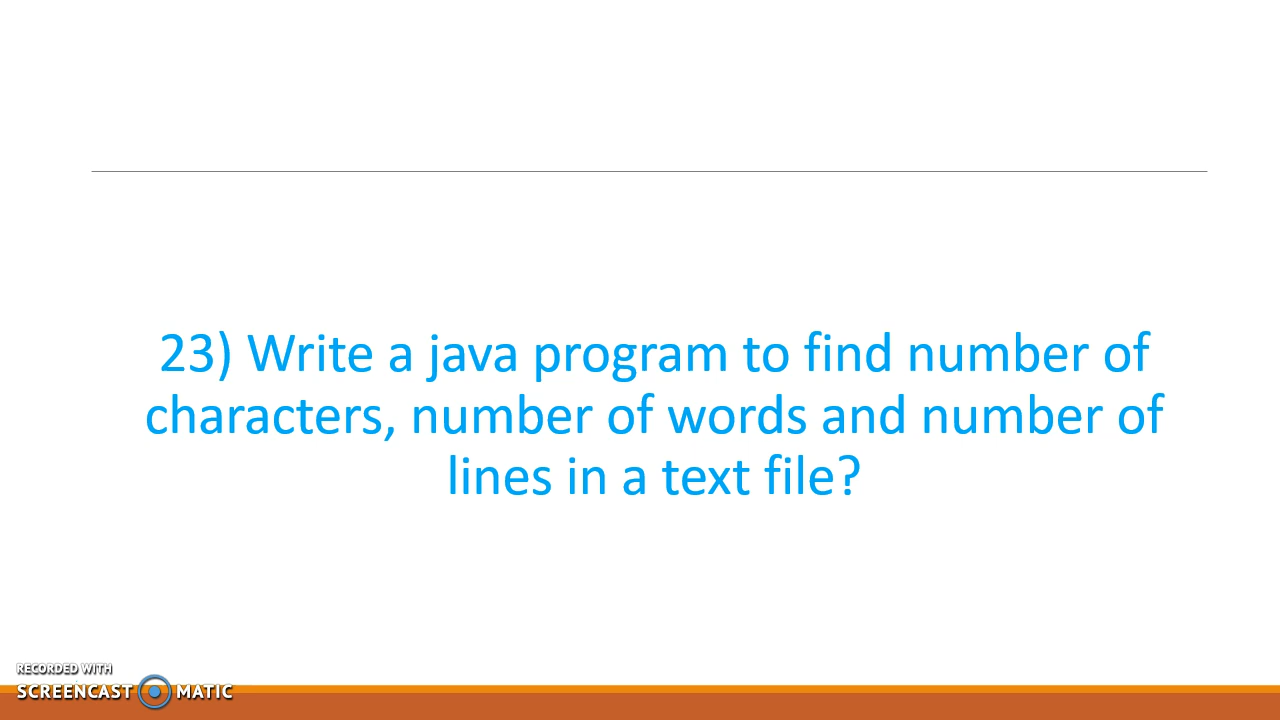 23) Write a java program to find number of
characters, number of words and number of
lines in a text file?
RECORDED WITH
SCREENCAST MATIC